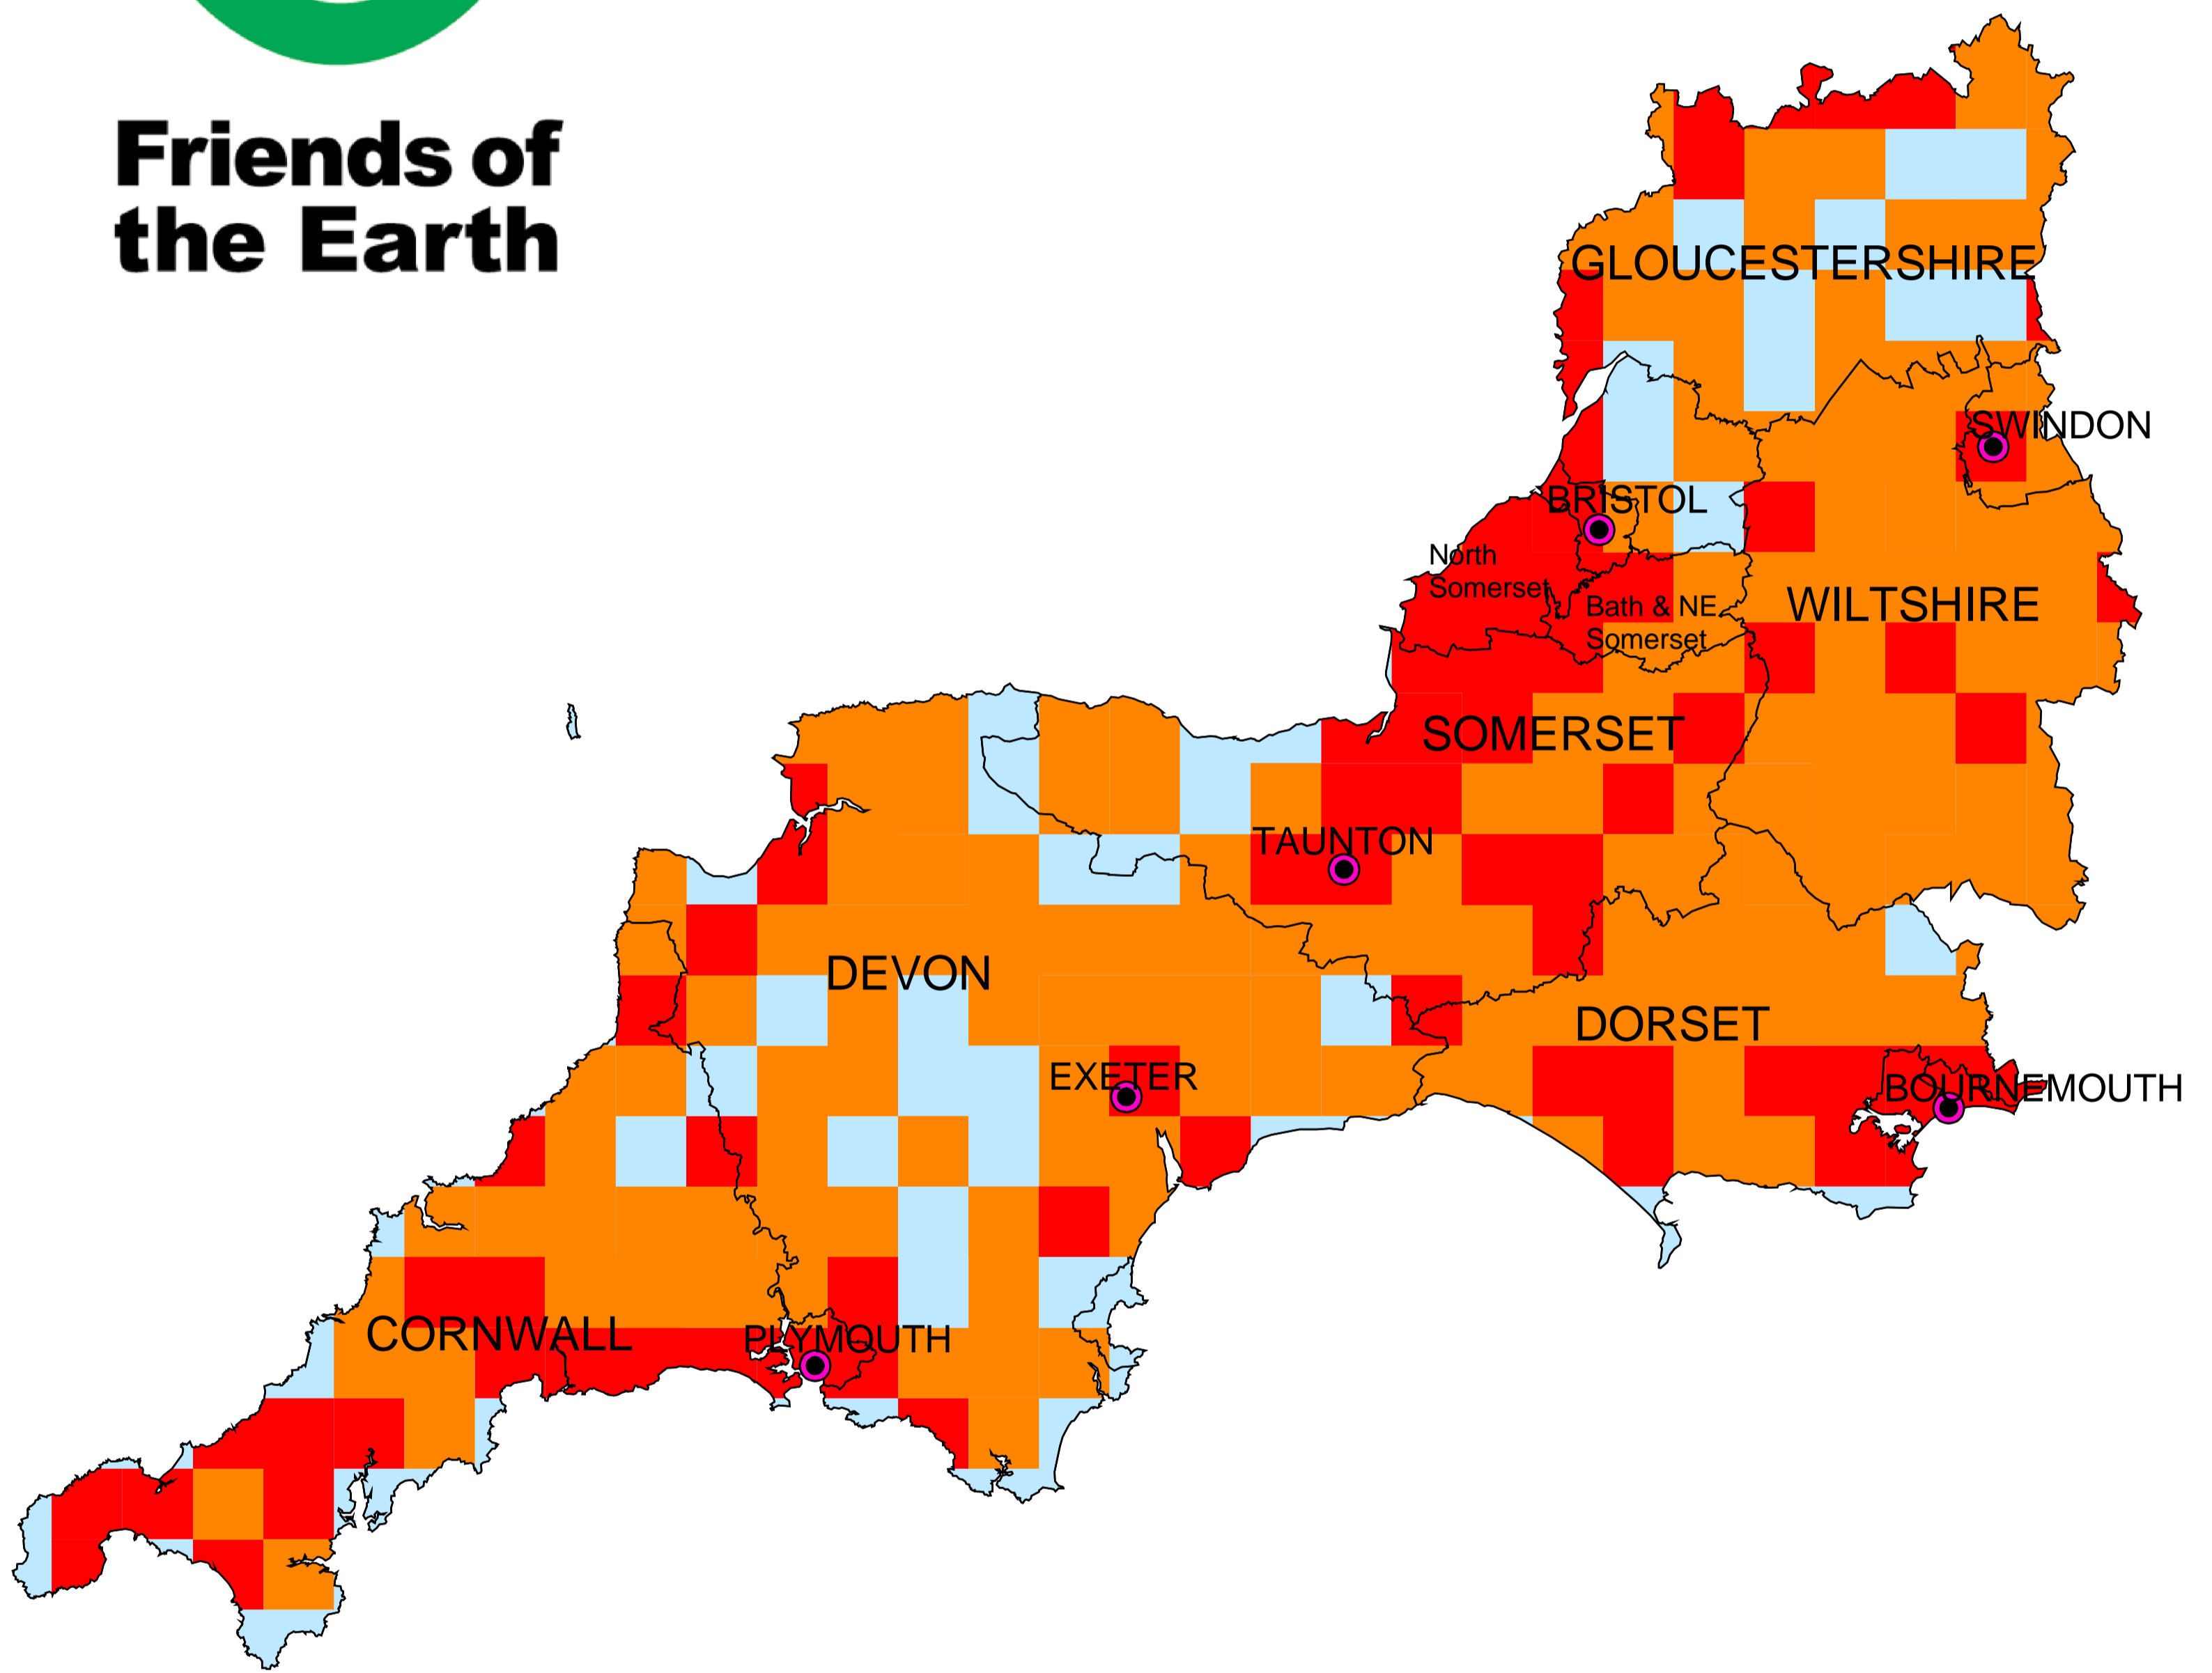 Friends of
the Earth
GLOUCESTERSHIRE
SWINDON
BRISTOL
North
Somerset
Bath & NE
Somerset
WILTSHIRE
SOMERSET
TAUNTON
DEVON
DORSET
EXETER
BOURNEMOUTH
CORNWALL
PLYMOUTH